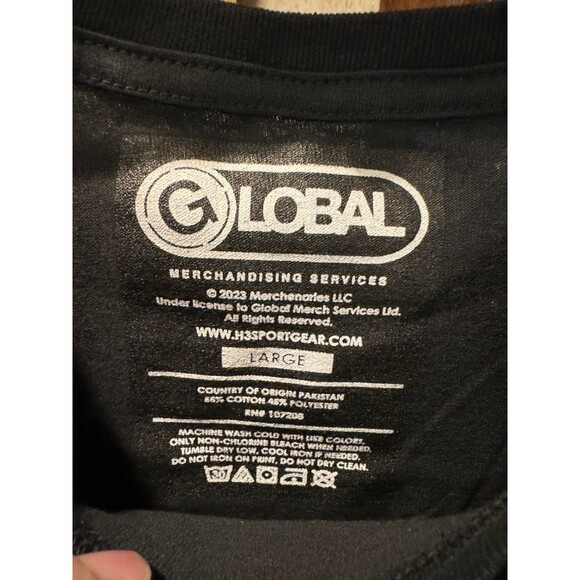 GLOBAL
MERCHANDISING SERVICES
© 2023 Merchenaries LLC
Under license to Global Merch Services Ltd.
All Rights Reserved.
WWW.H3SPORTGEAR.COM
LARGE
COUNTRY OF ORIGIN PAKISTAN
55% COTTON 45% POLYESTER
RN# 107208
MACHINE WASH COLD WITH LIKE COLORS,
ONLY NON-CHLORINE BLEACH WHEN NEEDED,
TUMBLE DRY LOW, COOL IRON IF NEEDED.
DO NOT IRON ON PRINT, DO NOT DRY CLEAN.
30